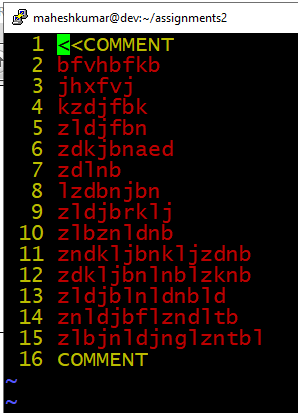 maheshkumar@dev:~/assignments2
1 <<COMMENT
2 bfvhbfkb
3 jhxfvj
4 kzdjfbk
5 zldjfbn
6 zdkjbnaed
7 zdlnb
8 lzdbnjbn
9 zldjbrklj
10 zlbznldnb
11 zndkljbnkljzdnb
12 zdkljbnlnblzknb
13 zldjblnldnbld
14 znldjbflzndltb
15 zlbjnldjnglzntbl
16 COMMENT
~
~